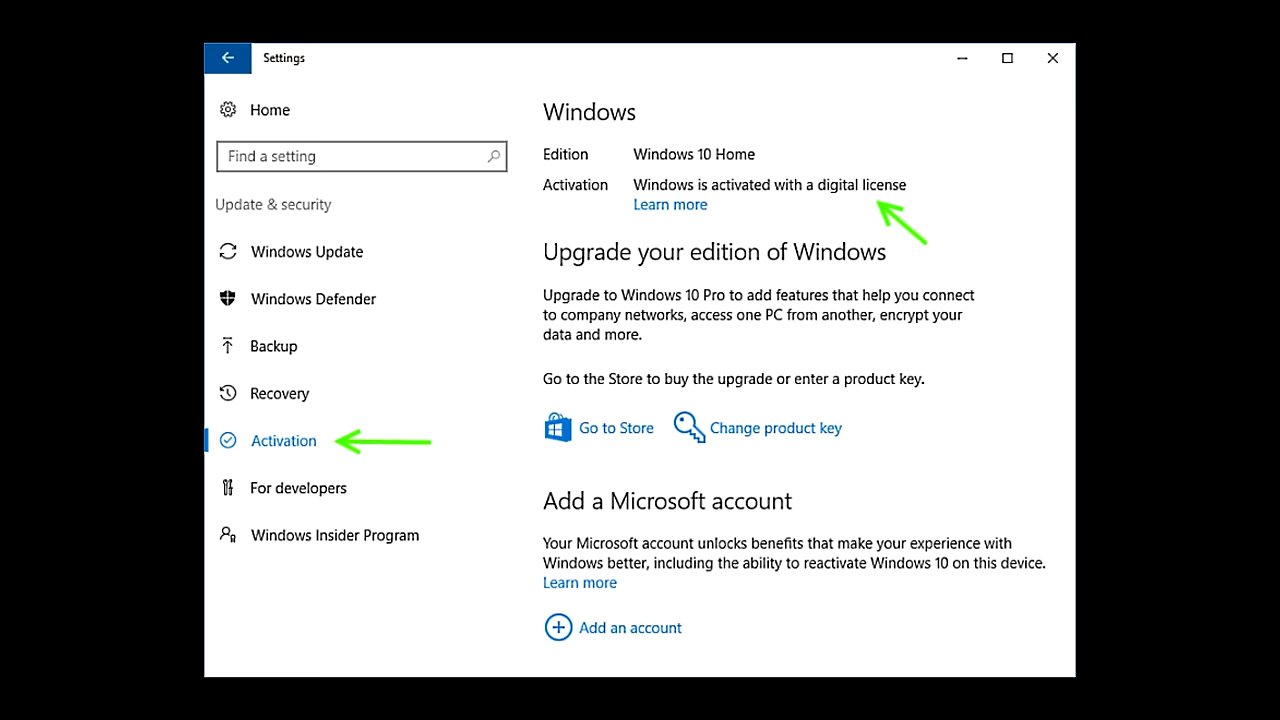 Settings
Home
Find a setting
Update & security
Windows Update
Windows Defender
Backup
Recovery
Activation
For developers
Windows Insider Program
Windows
Edition Windows 10 Home
Activation Windows is activated with a digital license
Learn more
Upgrade your edition of Windows
Upgrade to Windows 10 Pro to add features that help you connect
to company networks, access one PC from another, encrypt your
data and more.
Go to the Store to buy the upgrade or enter a product key.
Go to Store Change product key
Add a Microsoft account
Your Microsoft account unlocks benefits that make your experience with
Windows better, including the ability to reactivate Windows 10 on this device.
Learn more
Add an account